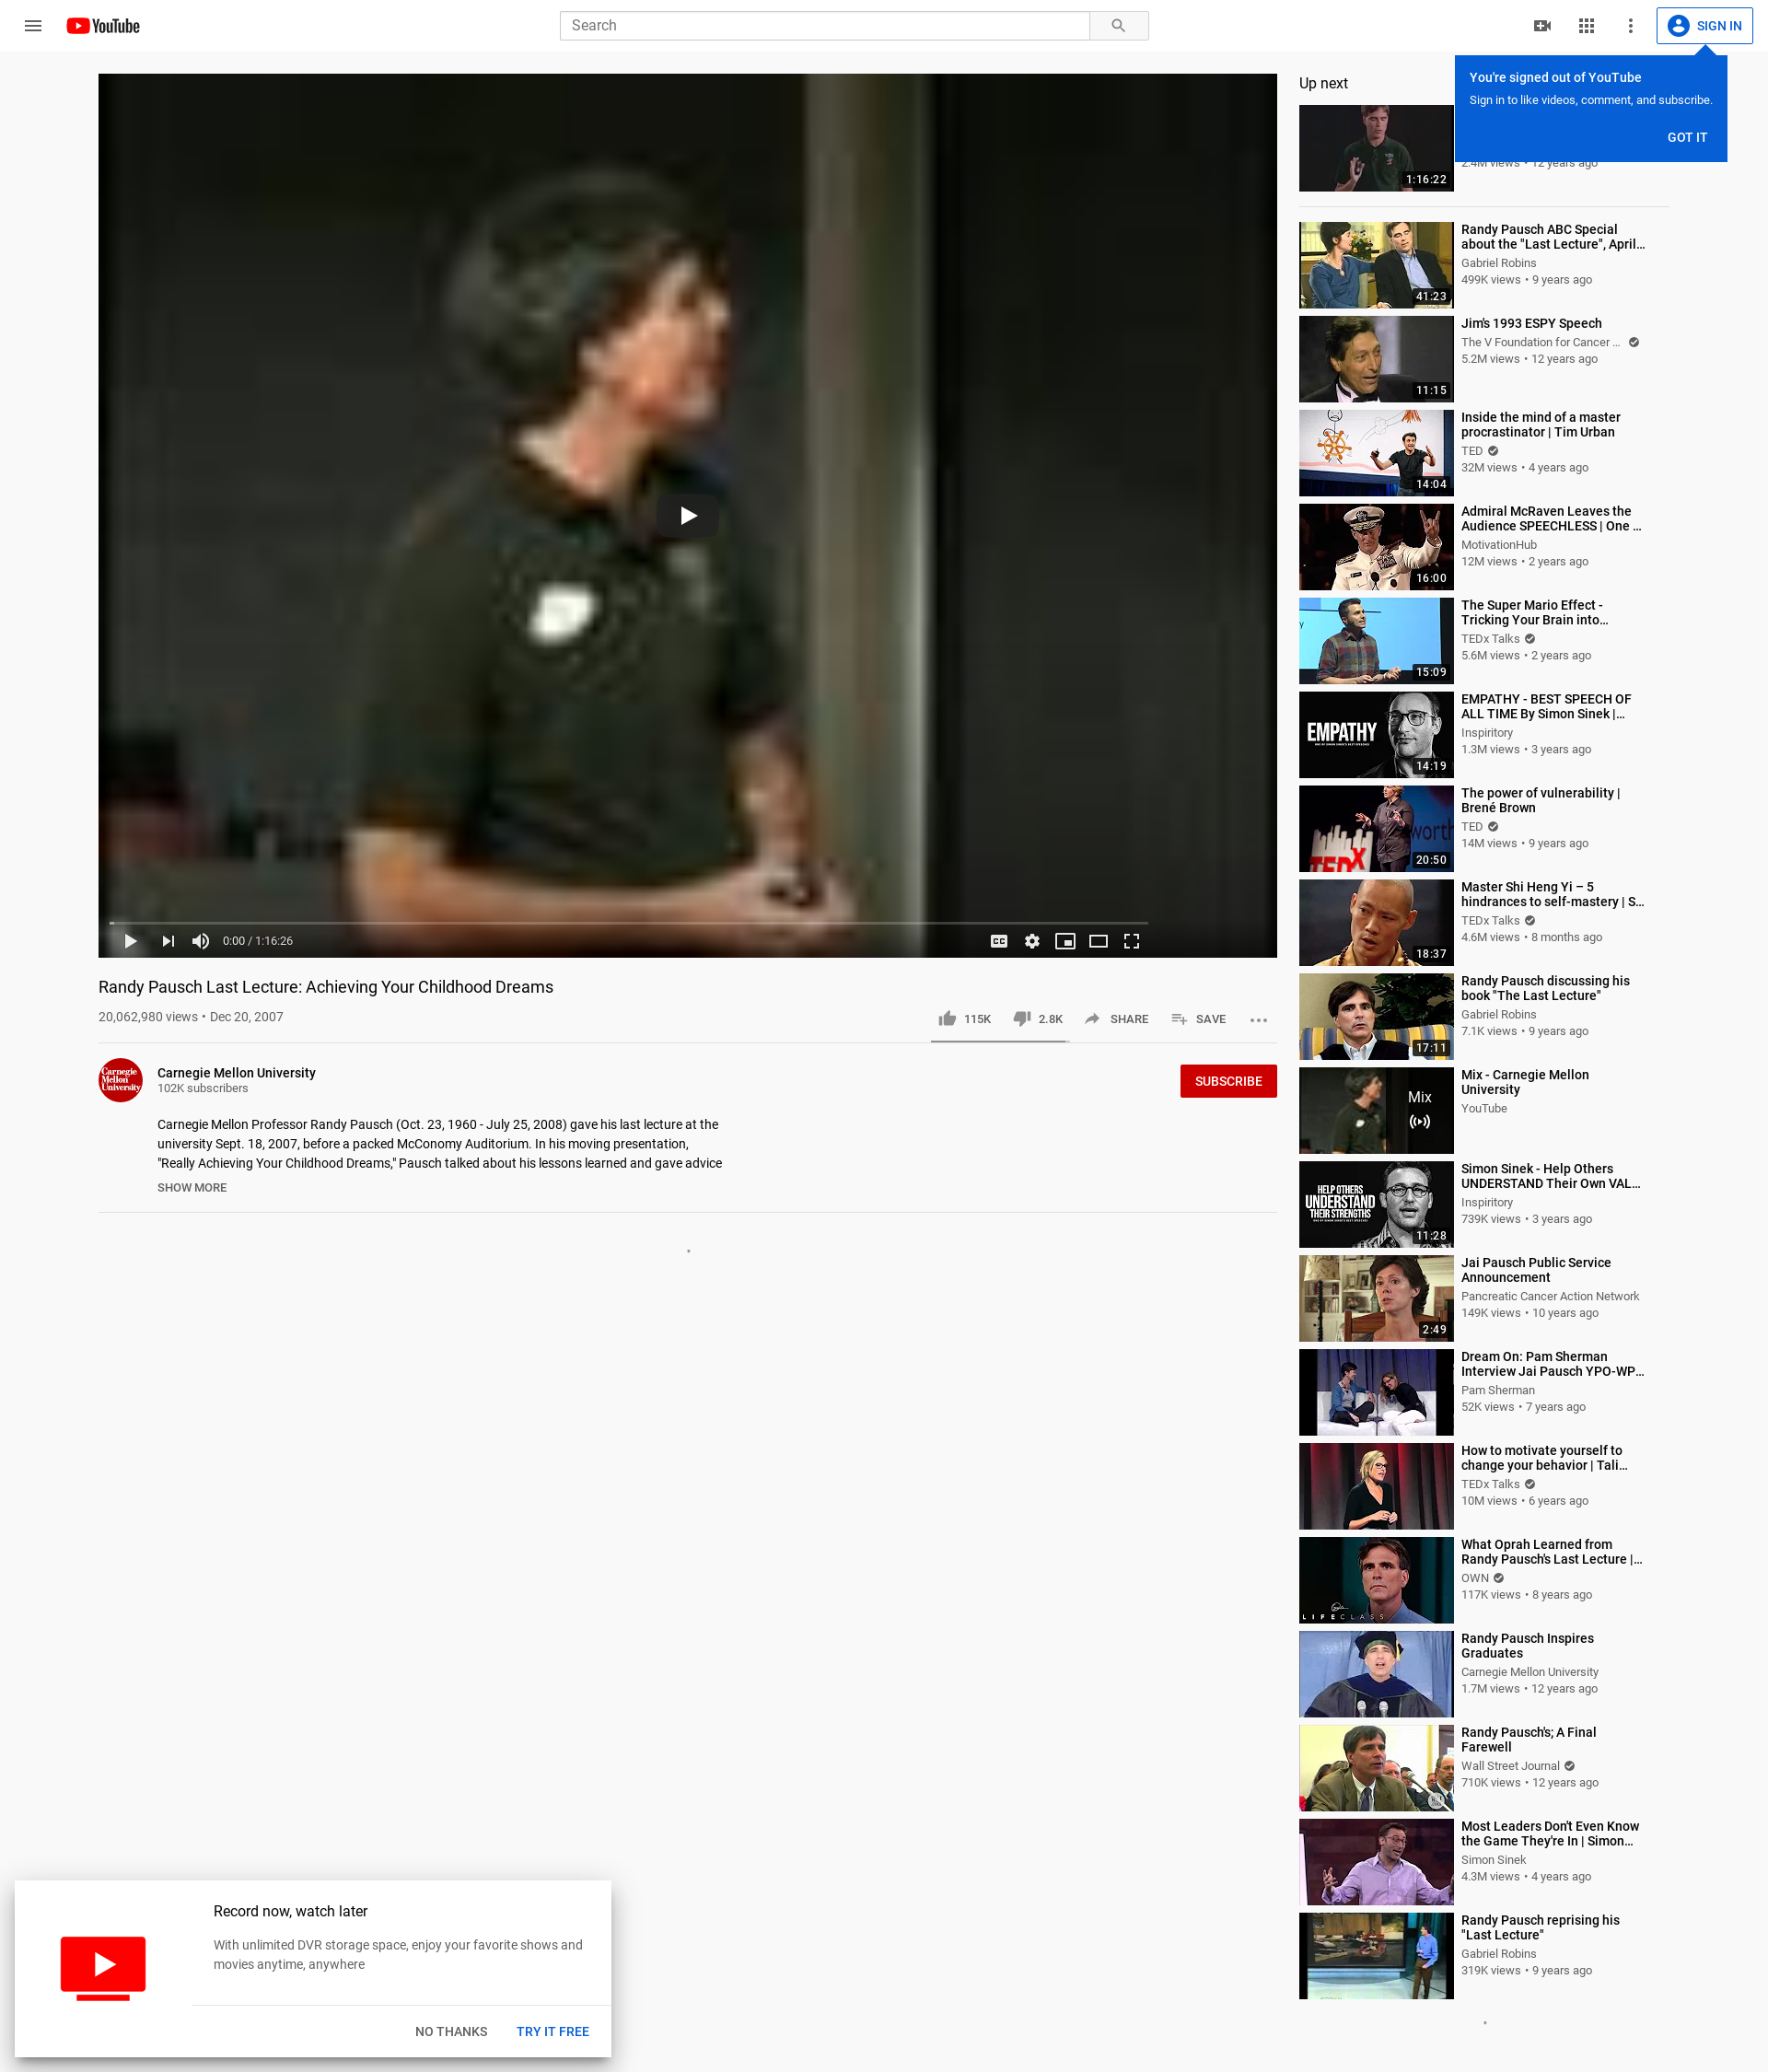 YouTube
Search
SIGN IN
You're signed out of YouTube
Sign in to like videos, comment, and subscribe.
GOT IT
0:00 / 1:16:26
Randy Pausch Last Lecture: Achieving Your Childhood Dreams
20,062,980 views • Dec 20, 2007
115K
2.8K
SHARE
SAVE
Carnegie Mellon University
Carnegie Mellon University
102K subscribers
SUBSCRIBE
Carnegie Mellon Professor Randy Pausch (Oct. 23, 1960 - July 25, 2008) gave his last lecture at the
university Sept. 18, 2007, before a packed McConomy Auditorium. In his moving presentation,
"Really Achieving Your Childhood Dreams," Pausch talked about his lessons learned and gave advice
SHOW MORE
Up next
1:16:22
2.4M views • 12 years ago
41:23
Randy Pausch ABC Special
about the "Last Lecture", April...
Gabriel Robins
499K views • 9 years ago
11:15
Jim's 1993 ESPY Speech
The V Foundation for Cancer ...
5.2M views • 12 years ago
14:04
Inside the mind of a master
procrastinator | Tim Urban
TED
32M views • 4 years ago
16:00
Admiral McRaven Leaves the
Audience SPEECHLESS | One ...
MotivationHub
12M views • 2 years ago
15:09
The Super Mario Effect -
Tricking Your Brain into...
TEDx Talks
5.6M views • 2 years ago
EMPATHY
14:19
EMPATHY - BEST SPEECH OF
ALL TIME By Simon Sinek |...
Inspiritory
1.3M views • 3 years ago
TEDx
20:50
The power of vulnerability |
Brené Brown
TED
14M views • 9 years ago
18:37
Master Shi Heng Yi – 5
hindrances to self-mastery | S...
TEDx Talks
4.6M views • 8 months ago
17:11
Randy Pausch discussing his
book "The Last Lecture"
Gabriel Robins
7.1K views • 9 years ago
Mix
Mix - Carnegie Mellon
University
YouTube
HELP OTHERS
UNDERSTAND
THEIR STRENGTHS
11:28
Simon Sinek - Help Others
UNDERSTAND Their Own VAL...
Inspiritory
739K views • 3 years ago
2:49
Jai Pausch Public Service
Announcement
Pancreatic Cancer Action Network
149K views • 10 years ago
Dream On: Pam Sherman
Interview Jai Pausch YPO-WP...
Pam Sherman
52K views • 7 years ago
How to motivate yourself to
change your behavior | Tali...
TEDx Talks
10M views • 6 years ago
LIFECLASS
What Oprah Learned from
Randy Pausch's Last Lecture |...
OWN
117K views • 8 years ago
Randy Pausch Inspires
Graduates
Carnegie Mellon University
1.7M views • 12 years ago
Randy Pausch's; A Final
Farewell
Wall Street Journal
710K views • 12 years ago
Most Leaders Don't Even Know
the Game They're In | Simon...
Simon Sinek
4.3M views • 4 years ago
Randy Pausch reprising his
"Last Lecture"
Gabriel Robins
319K views • 9 years ago
Record now, watch later
With unlimited DVR storage space, enjoy your favorite shows and
movies anytime, anywhere
NO THANKS
TRY IT FREE